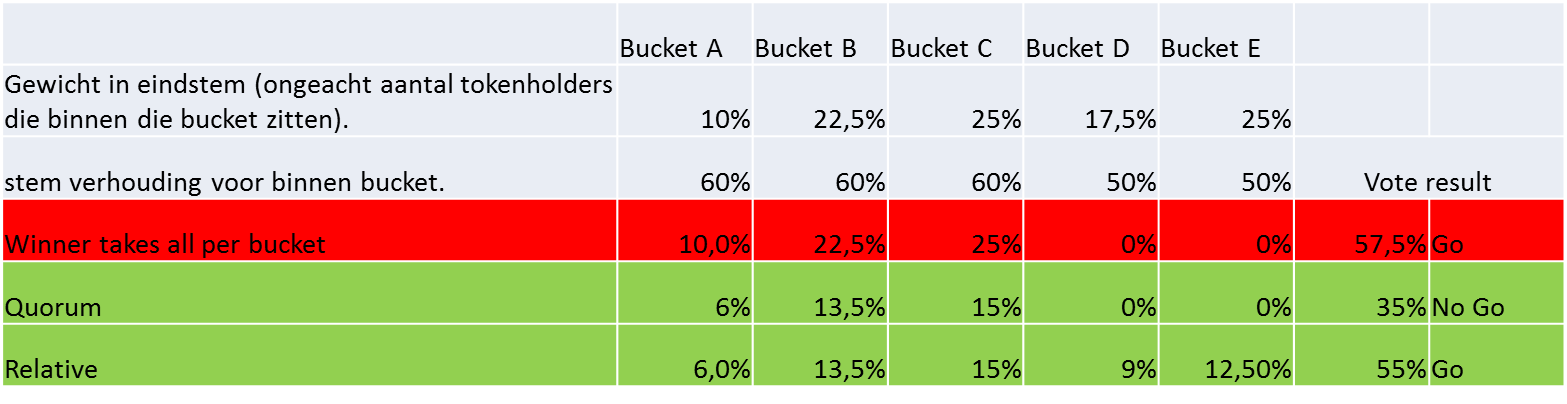 Bucket A Bucket B Bucket C Bucket D Bucket E
Gewicht in eindstem (ongeacht aantal tokenholders
die binnen die bucket zitten). 10% 22,5% 25% 17,5% 25%
stem verhouding voor binnen bucket. 60% 60% 60% 50% 50% Vote result
Winner takes all per bucket 10,0% 22,5% 25% 0% 0% 57,5% Go
Quorum 6% 13,5% 15% 0% 0% 35% No Go
Relative 6,0% 13,5% 15% 9% 12,50% 55% Go